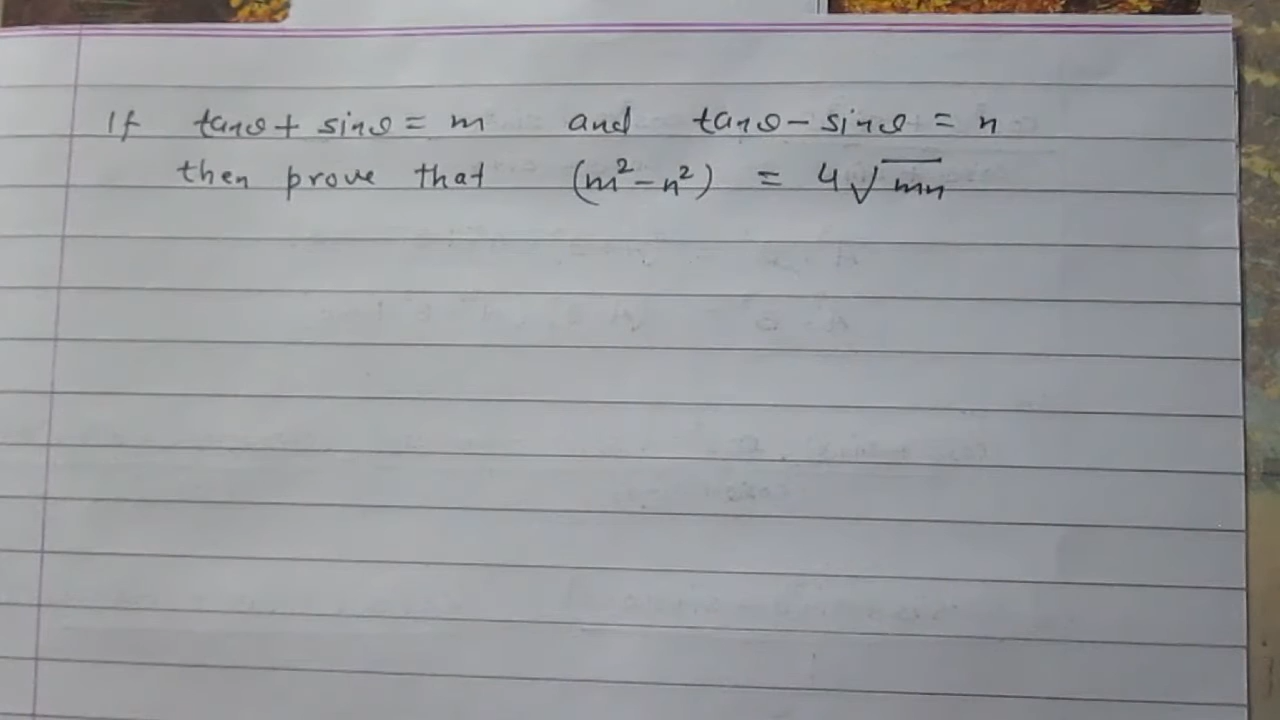 If tanθ + sinθ = m and tanθ - sinθ = n
then prove that (m² - n²) = 4√mn